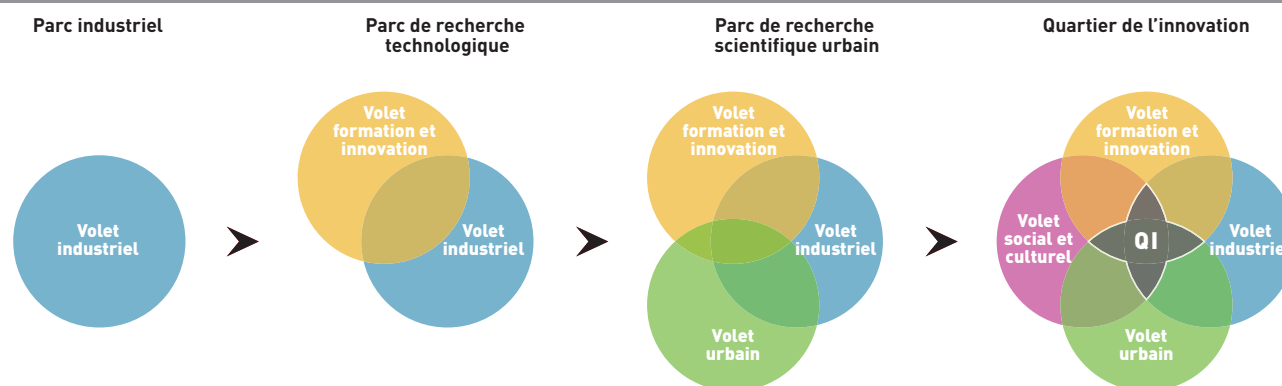 Parc industriel
Parc de recherche
technologique
Parc de recherche
scientifique urbain
Quartier de l'innovation
Volet
industriel
Volet
formation et
innovation
Volet
industriel
Volet
formation et
innovation
Volet
industriel
Volet
urbain
Volet
formation et
innovation
Volet
social et
culturel
QI
Volet
industriel
Volet
urbain